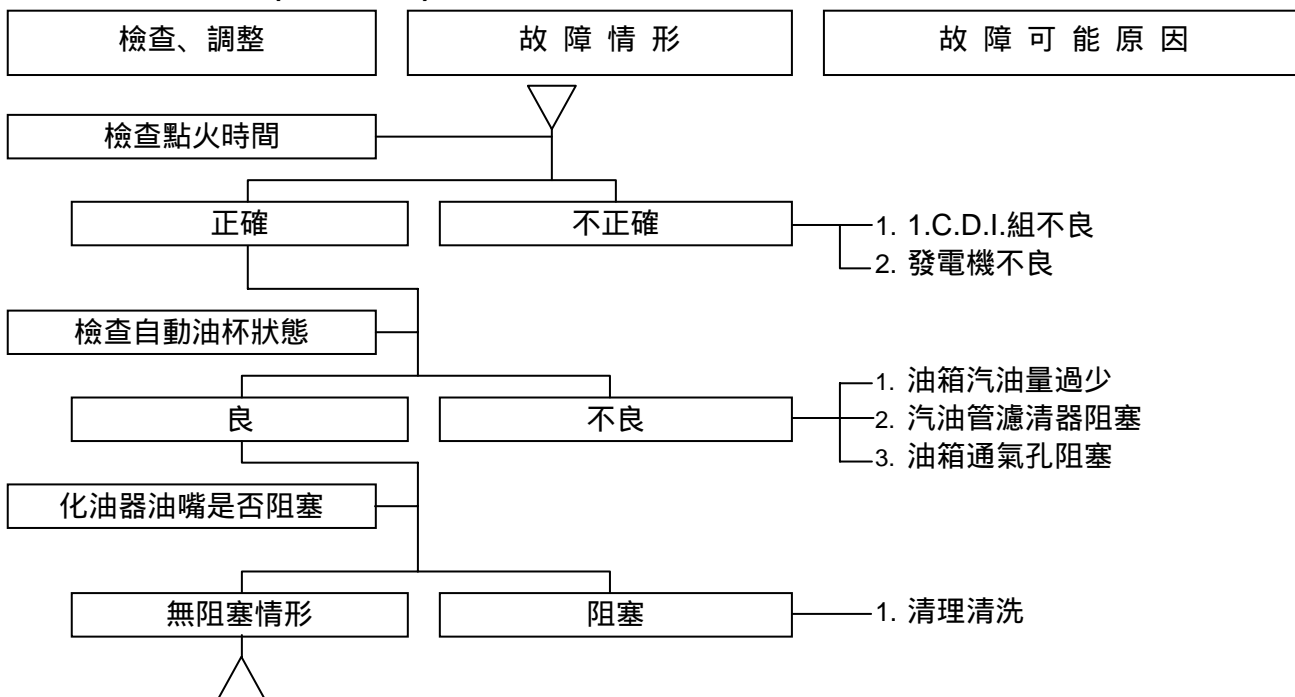 檢查、調整
故障情形
故障可能原因
檢查點火時間
正確
不正確
1. 1.C.D.I.組不良
2. 發電機不良
檢查自動油杯狀態
良
不良
1. 油箱汽油量過少
2. 汽油管濾清器阻塞
3. 油箱通氣孔阻塞
化油器油嘴是否阻塞
無阻塞情形
阻塞
1. 清理清洗